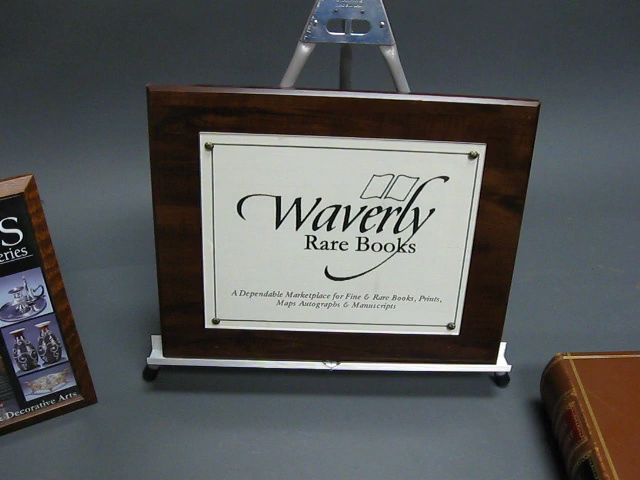 Waverly
Rare Books
A Dependable Marketplace for Fine & Rare Books, Prints,
Maps Autographs & Manuscripts
S
eries
Decorative Arts